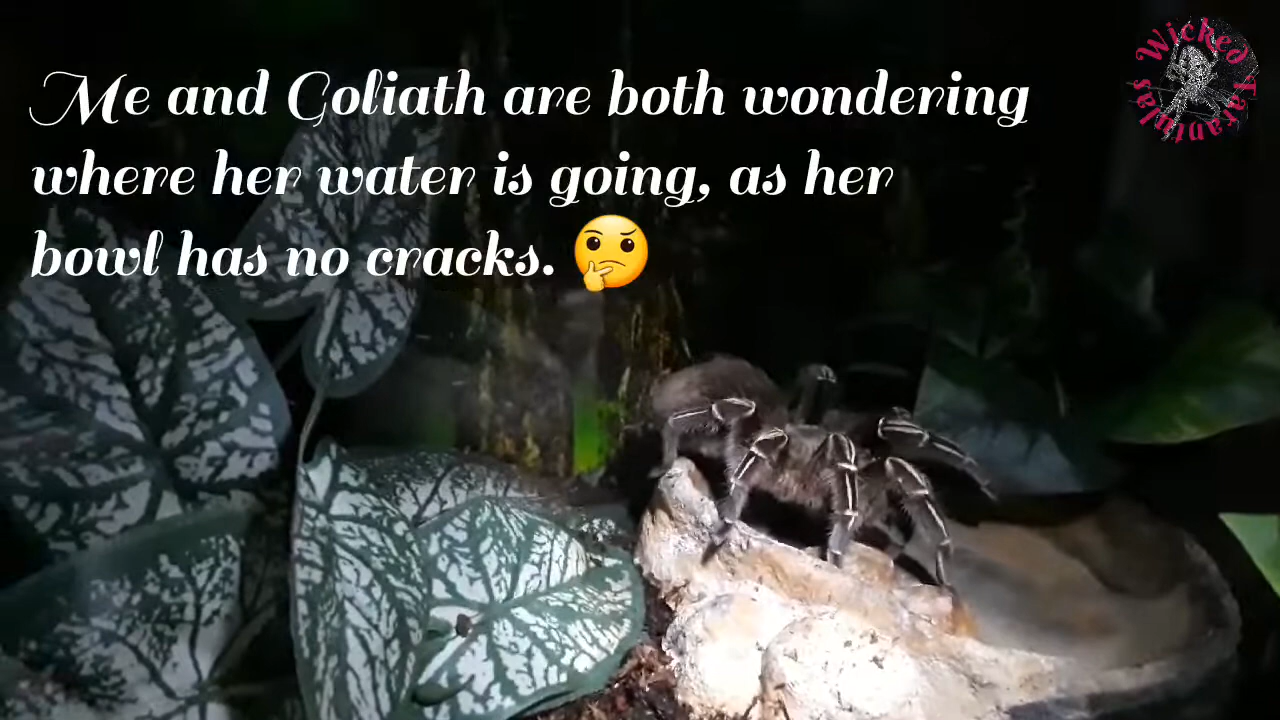 Me and Goliath are both wondering
where her water is going, as her
bowl has no cracks. 🤔
Wicked Tarantulas